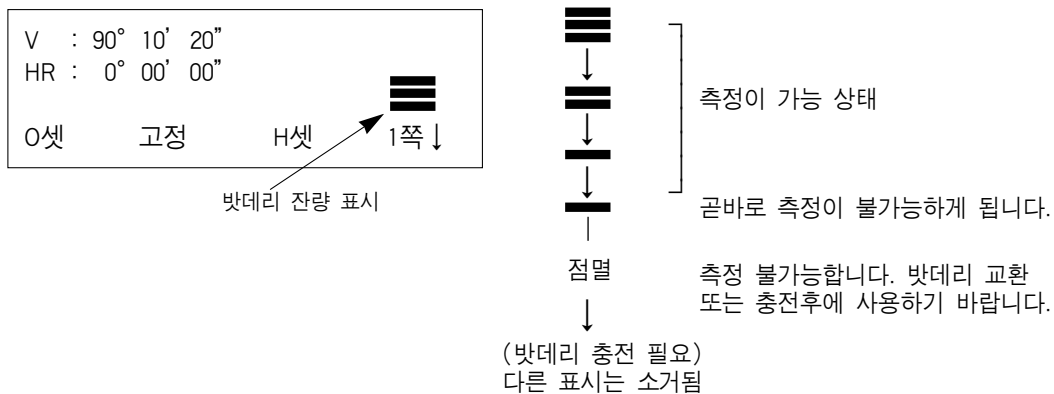 V : 90° 10' 20"
HR : 0° 00' 00"
0셋 고정 H셋 1쪽↓
밧데리 잔량 표시
측정이 가능 상태
곧바로 측정이 불가능하게 됩니다.
점멸
측정 불가능합니다. 밧데리 교환
또는 충전후에 사용하기 바랍니다.
(밧데리 충전 필요)
다른 표시는 소거됨